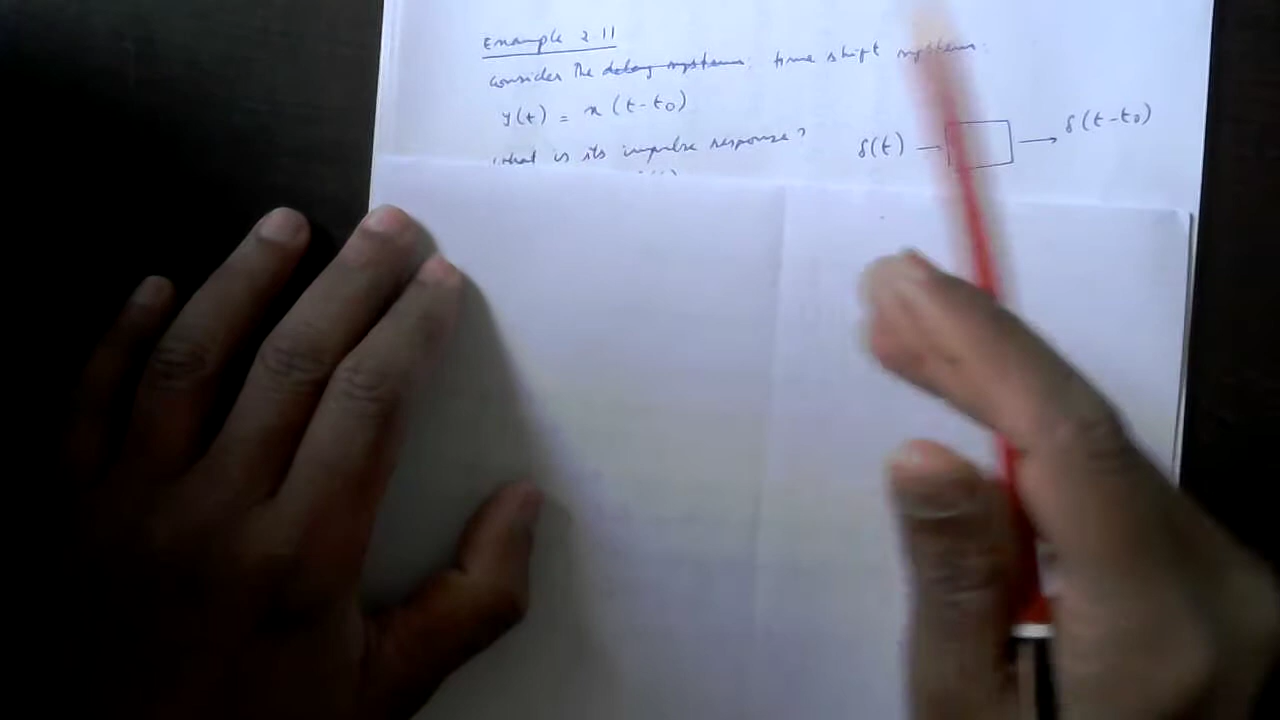 Example 2.11
consider the delay systems. time shift systems.
y(t) = x(t-t0)
what is its impulse response?
δ(t) → δ(t-t0)